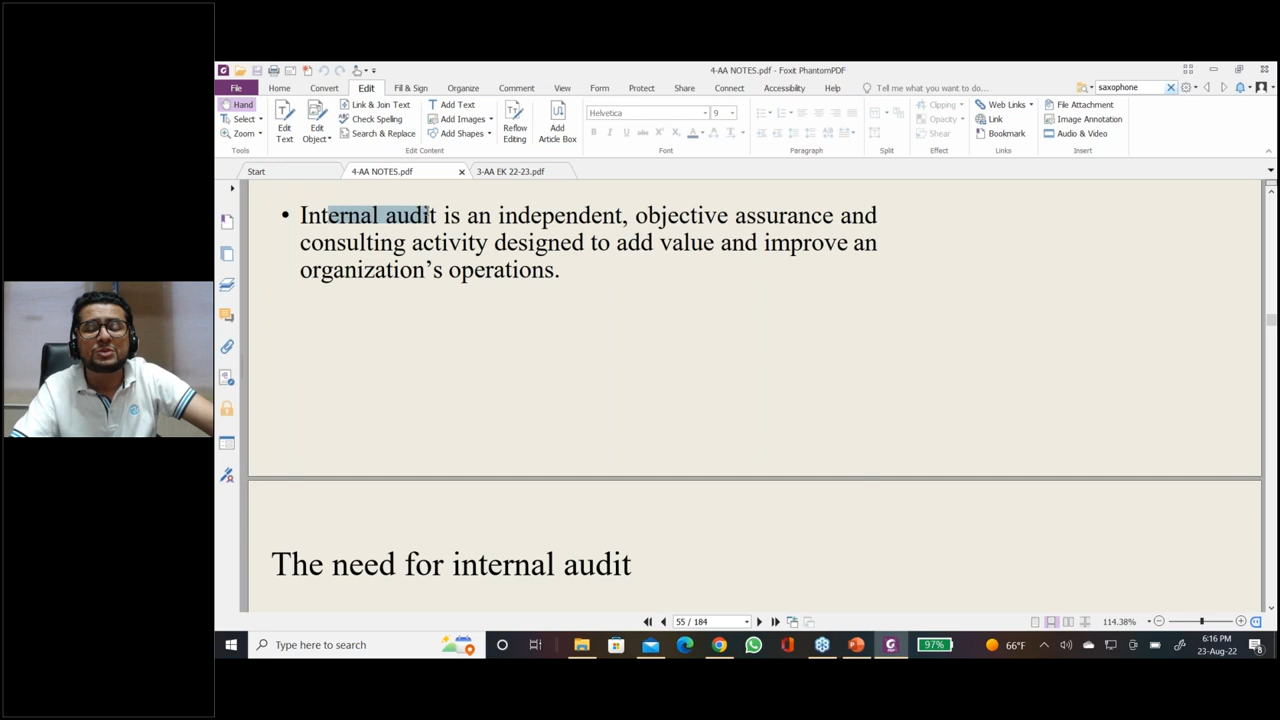 4-AA NOTES.pdf - Foxit PhantomPDF
File Home Convert Edit Fill & Sign Organize Comment View Form Protect Share Connect Accessibility Help Tell me what you want to do... saxophone
Hand Select Zoom Tools
Edit Text Edit Object Link & Join Text Check Spelling Search & Replace Add Text Add Images Add Shapes Reflow Editing Add Article Box Edit Content
Helvetica 9 Font
Paragraph
Split
Clipping Opacity Shear Effect
Web Links Link Bookmark Links
File Attachment Image Annotation Audio & Video Insert
Start 4-AA NOTES.pdf 3-AA EK 22-23.pdf
• Internal audit is an independent, objective assurance and
consulting activity designed to add value and improve an
organization’s operations.
The need for internal audit
55 / 184 114.38%
Type here to search 97% 66°F 6:16 PM
23-Aug-22